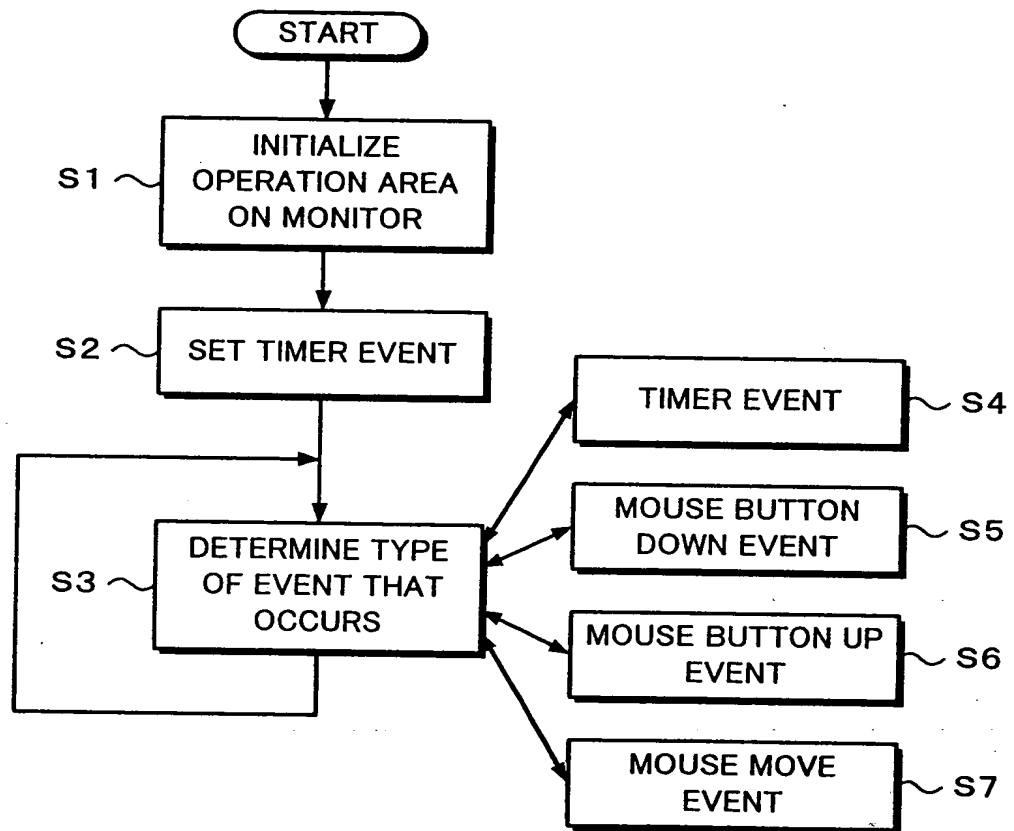 START
INITIALIZE
OPERATION AREA
ON MONITOR
S1
SET TIMER EVENT
S2
DETERMINE TYPE
OF EVENT THAT
OCCURS
S3
TIMER EVENT
S4
MOUSE BUTTON
DOWN EVENT
S5
MOUSE BUTTON UP
EVENT
S6
MOUSE MOVE
EVENT
S7